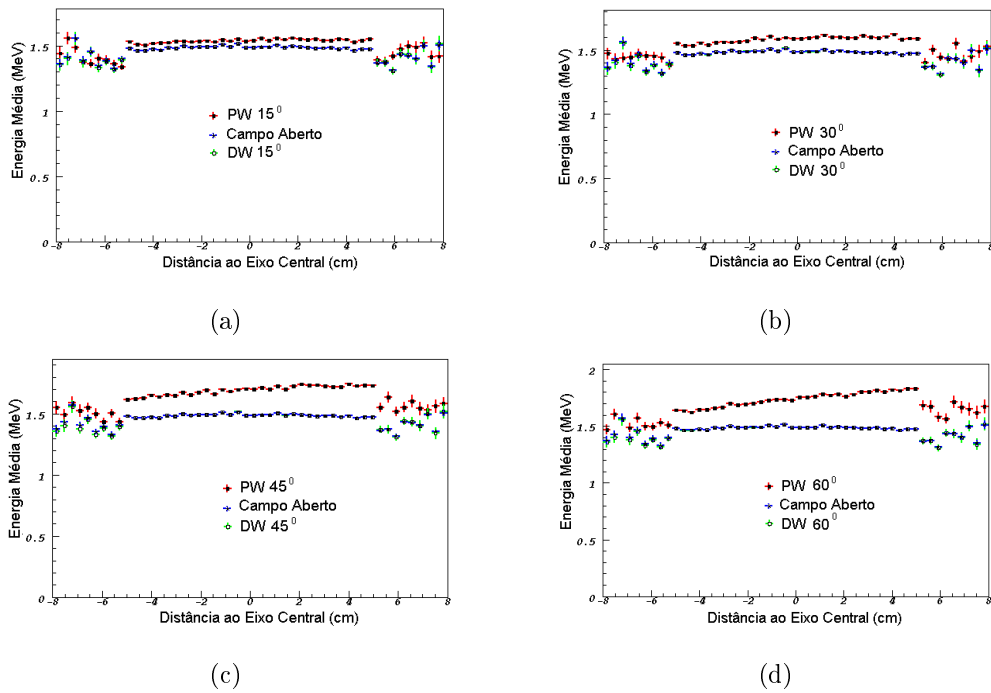 Energia Média (MeV)
1.5
1
0.5
0
PW 15⁰
Campo Aberto
DW 15⁰
-8 -6 -4 -2 0 2 4 6 8
Distância ao Eixo Central (cm)
(a)
Energia Média (MeV)
1.5
1
0.5
0
PW 30⁰
Campo Aberto
DW 30⁰
-8 -6 -4 -2 0 2 4 6 8
Distância ao Eixo Central (cm)
(b)
Energia Média (MeV)
1.5
1
0.5
0
PW 45⁰
Campo Aberto
DW 45⁰
-8 -6 -4 -2 0 2 4 6 8
Distância ao Eixo Central (cm)
(c)
Energia Média (MeV)
2
1.5
1
0.5
0
PW 60⁰
Campo Aberto
DW 60⁰
-8 -6 -4 -2 0 2 4 6 8
Distância ao Eixo Central (cm)
(d)